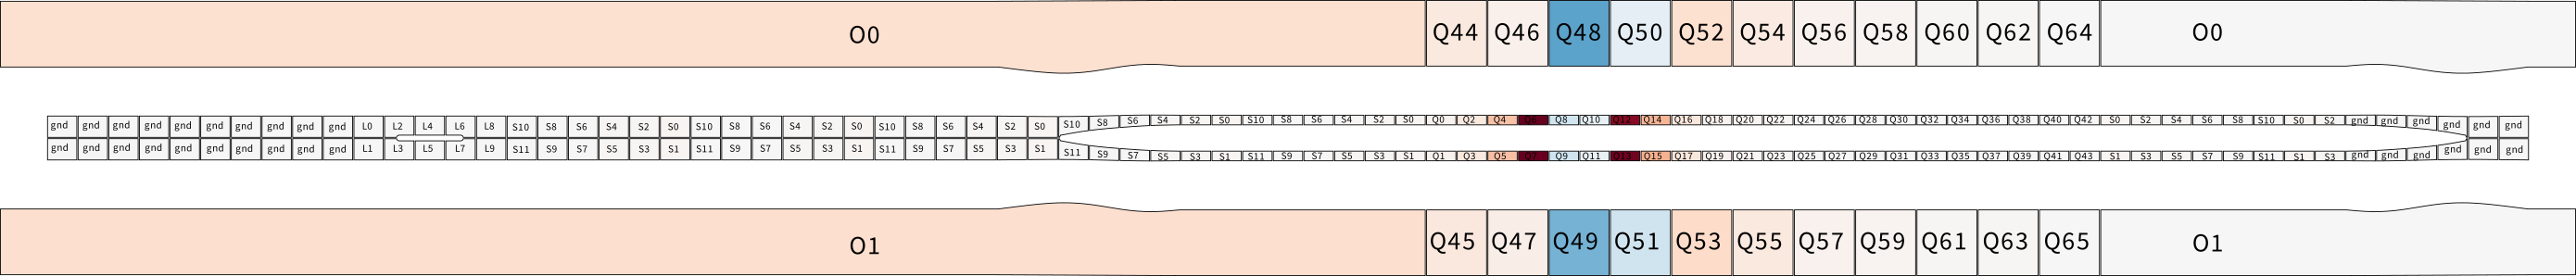 O0 Q44 Q46 Q48 Q50 Q52 Q54 Q56 Q58 Q60 Q62 Q64 O0
gnd gnd gnd gnd gnd gnd gnd gnd gnd gnd L0 L2 L4 L6 L8 S10 S8 S6 S4 S2 S0 S10 S8 S6 S4 S2 S0 S10 S8 S6 S4 S2 S0 S10 S8 S6 S4 S2 S0 S10 S8 S6 S4 S2 S0 Q0 Q2 Q4 Q6 Q8 Q10 Q12 Q14 Q16 Q18 Q20 Q22 Q24 Q26 Q28 Q30 Q32 Q34 Q36 Q38 Q40 Q42 S0 S2 S4 S6 S8 S10 S0 S2 gnd gnd gnd gnd gnd gnd
gnd gnd gnd gnd gnd gnd gnd gnd gnd gnd L1 L3 L5 L7 L9 S11 S9 S7 S5 S3 S1 S11 S9 S7 S5 S3 S1 S11 S9 S7 S5 S3 S1 S11 S9 S7 S5 S3 S1 S11 S9 S7 S5 S3 S1 Q1 Q3 Q5 Q7 Q9 Q11 Q13 Q15 Q17 Q19 Q21 Q23 Q25 Q27 Q29 Q31 Q33 Q35 Q37 Q39 Q41 Q43 S1 S3 S5 S7 S9 S11 S1 S3 gnd gnd gnd gnd gnd gnd
O1 Q45 Q47 Q49 Q51 Q53 Q55 Q57 Q59 Q61 Q63 Q65 O1